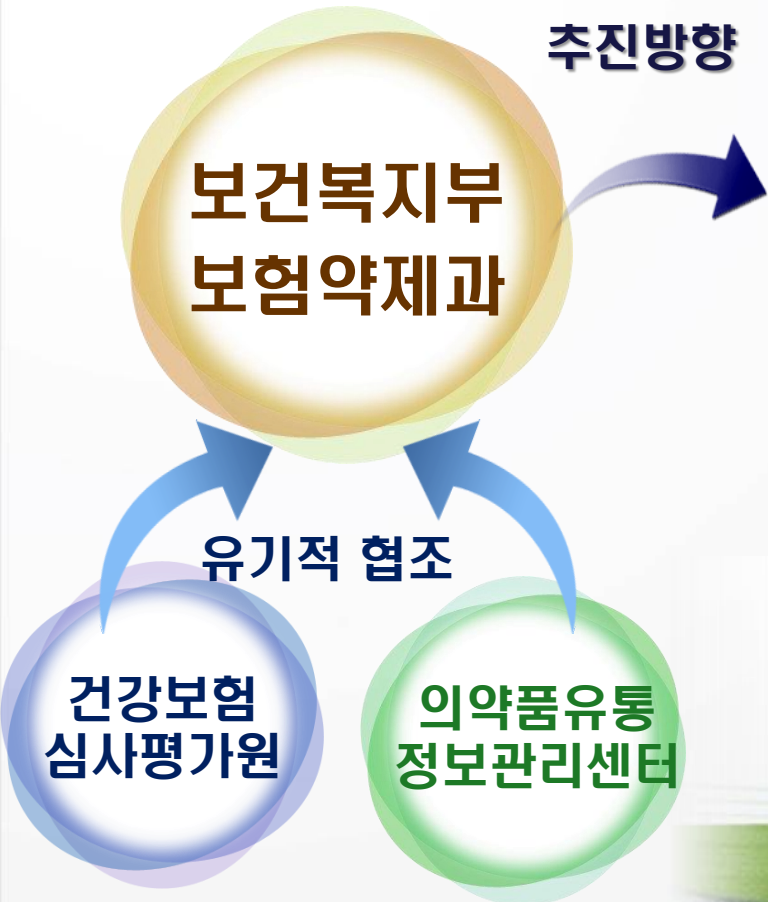 추진방향
보건복지부
보험약제과
유기적 협조
건강보험
심사평가원
의약품유통
정보관리센터